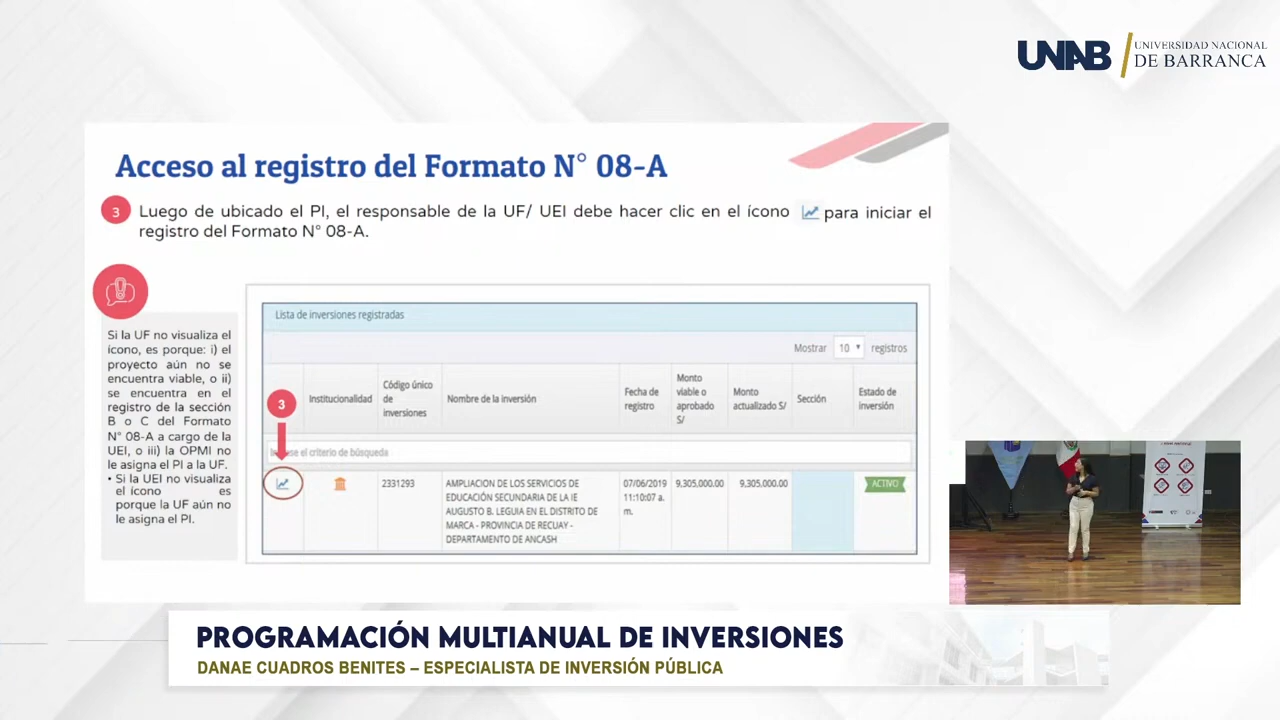 UNAB
UNIVERSIDAD NACIONAL
DE BARRANCA
Acceso al registro del Formato N° 08-A
3
Luego de ubicado el PI, el responsable de la UF/ UEI debe hacer clic en el ícono para iniciar el
registro del Formato N° 08-A.
Si la UF no visualiza el
ícono, es porque: i) el
proyecto aún no se
encuentra viable, o ii)
se encuentra en el
registro de la sección
B o C del Formato
N° 08-A a cargo de la
UEI, o iii) la OPMI no
le asigna el PI a la UF.
• Si la UEI no visualiza
el ícono es
porque la UF aún no
le asigna el PI.
Lista de inversiones registradas
Mostrar 10 registros
3
Institucionalidad
Código único
de
inversiones
Nombre de la inversión
Fecha de
registro
Monto
viable o
aprobado
S/
Monto
actualizado S/
Sección
Estado de
inversión
se el criterio de búsqueda
2331293
AMPLIACION DE LOS SERVICIOS DE
EDUCACIÓN SECUNDARIA DE LA IE
AUGUSTO B. LEGUIA EN EL DISTRITO DE
MARCA - PROVINCIA DE RECUAY -
DEPARTAMENTO DE ANCASH
07/06/2019
11:10:07 a.
m.
9,305,000.00
9,305,000.00
ACTIVO
PROGRAMACIÓN MULTIANUAL DE INVERSIONES
DANAE CUADROS BENITES – ESPECIALISTA DE INVERSIÓN PÚBLICA